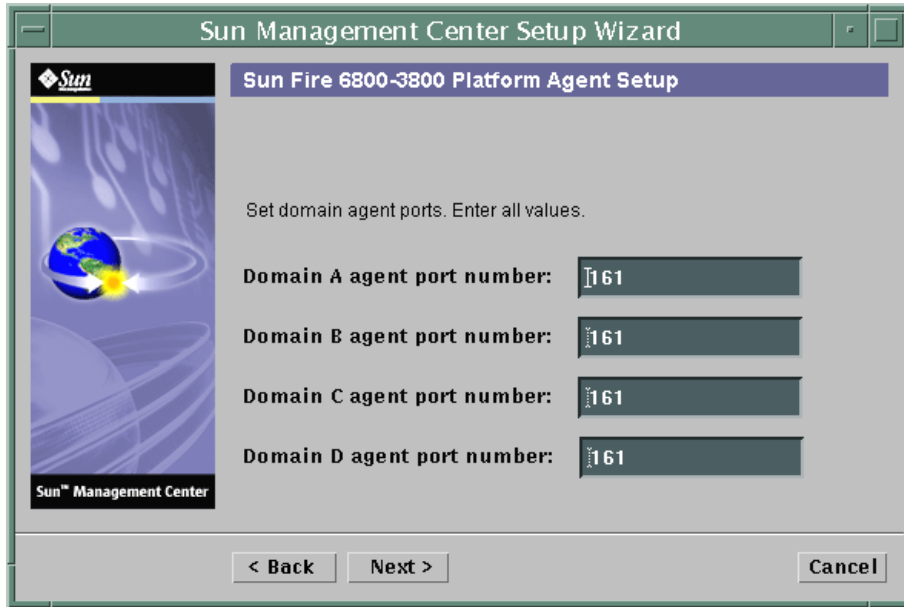 Sun Management Center Setup Wizard
Sun
Sun Fire 6800-3800 Platform Agent Setup
Set domain agent ports. Enter all values.
Domain A agent port number: 161
Domain B agent port number: 161
Domain C agent port number: 161
Domain D agent port number: 161
Sun™ Management Center
< Back Next > Cancel